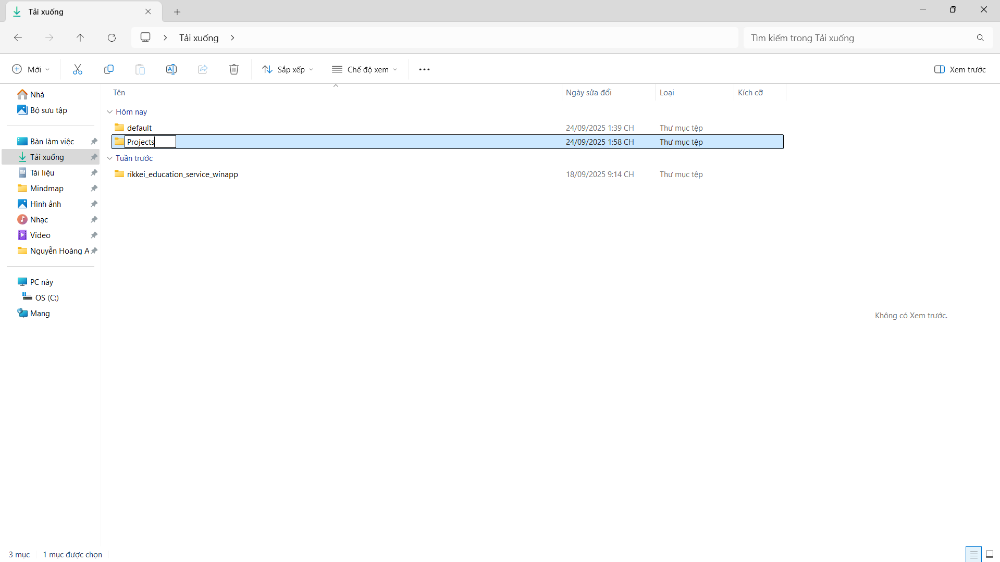 Tải xuống
Tải xuống
Tìm kiếm trong Tải xuống
Mới
Sắp xếp
Chế độ xem
Xem trước
Nhà
Bộ sưu tập
Bàn làm việc
Tải xuống
Tài liệu
Mindmap
Hình ảnh
Nhạc
Video
Nguyễn Hoàng A
PC này
OS (C:)
Mạng
Tên
Ngày sửa đổi
Loại
Kích cỡ
Hôm nay
default
24/09/2025 1:39 CH
Thư mục tệp
Projects
24/09/2025 1:58 CH
Thư mục tệp
Tuần trước
rikkei_education_service_winapp
18/09/2025 9:14 CH
Thư mục tệp
Không có Xem trước.
3 mục
1 mục được chọn